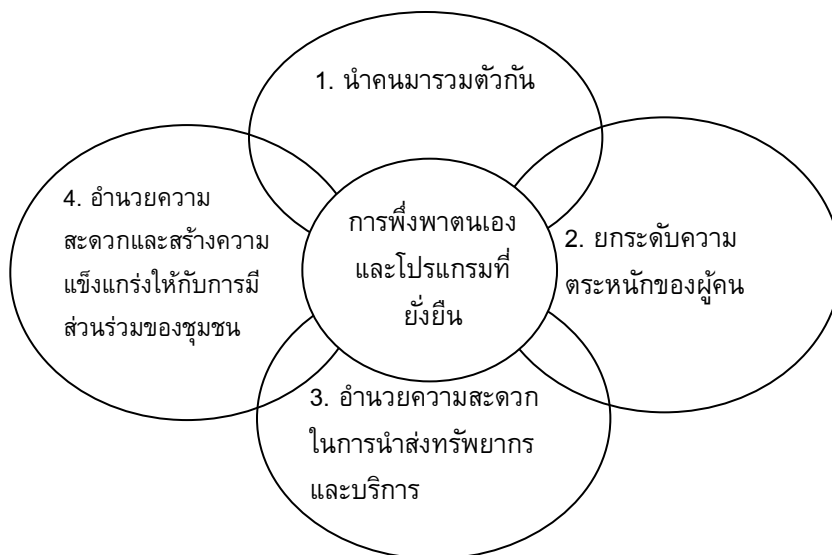 1. นำคนมารวมตัวกัน
2. ยกระดับความ
ตระหนักของผู้คน
3. อำนวยความสะดวก
ในการนำส่งทรัพยากร
และบริการ
4. อำนวยความ
สะดวกและสร้างความ
แข็งแกร่งให้กับการมี
ส่วนร่วมของชุมชน
การพึ่งพาตนเอง
และโปรแกรมที่
ยั่งยืน